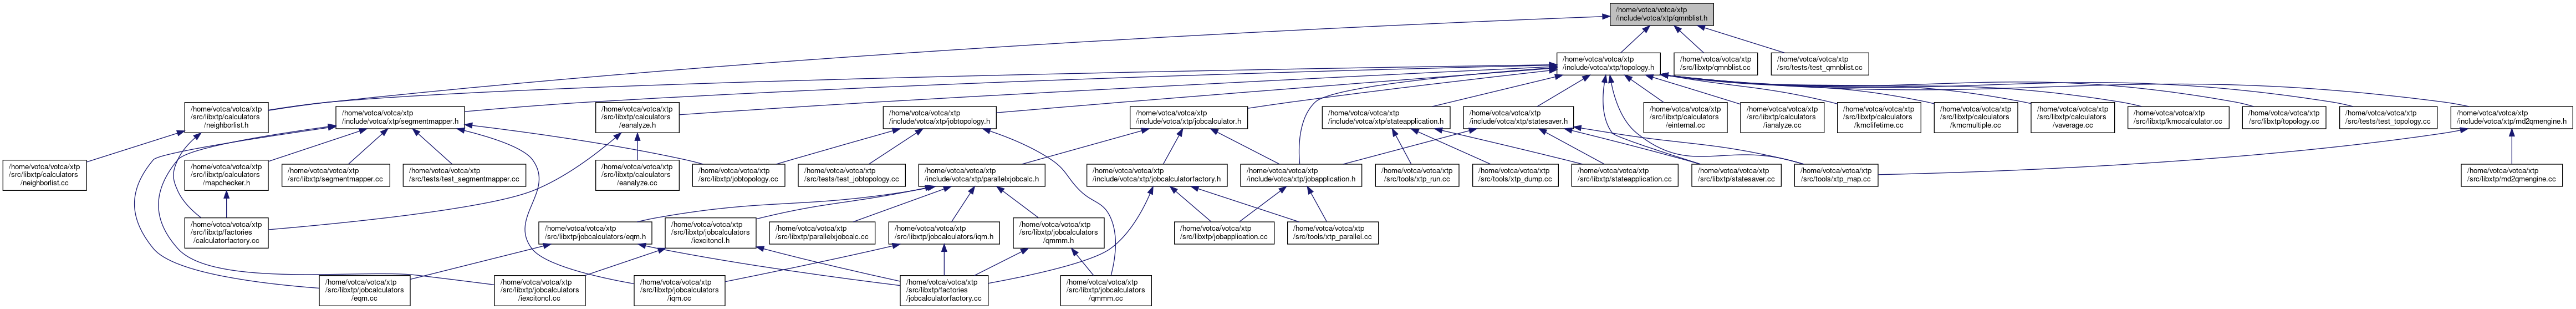 /home/votca/votca/xtp
/include/votca/xtp/qmnblist.h
/home/votca/votca/xtp
/include/votca/xtp/topology.h
/home/votca/votca/xtp
/src/libxtp/qmnblist.cc
/home/votca/votca/xtp
/src/tests/test_qmnblist.cc
/home/votca/votca/xtp
/src/libxtp/calculators
/neighborlist.h
/home/votca/votca/xtp
/include/votca/xtp/segmentmapper.h
/home/votca/votca/xtp
/src/libxtp/calculators
/eanalyze.h
/home/votca/votca/xtp
/include/votca/xtp/jobtopology.h
/home/votca/votca/xtp
/include/votca/xtp/jobcalculator.h
/home/votca/votca/xtp
/include/votca/xtp/stateapplication.h
/home/votca/votca/xtp
/include/votca/xtp/statesaver.h
/home/votca/votca/xtp
/src/libxtp/calculators
/einternal.cc
/home/votca/votca/xtp
/src/libxtp/calculators
/ianalyze.cc
/home/votca/votca/xtp
/src/libxtp/calculators
/kmclifetime.cc
/home/votca/votca/xtp
/src/libxtp/calculators
/kmcmultiple.cc
/home/votca/votca/xtp
/src/libxtp/calculators
/vaverage.cc
/home/votca/votca/xtp
/src/libxtp/kmccalculator.cc
/home/votca/votca/xtp
/src/libxtp/topology.cc
/home/votca/votca/xtp
/src/tests/test_topology.cc
/home/votca/votca/xtp
/include/votca/xtp/md2qmengine.h
/home/votca/votca/xtp
/src/libxtp/calculators
/neighborlist.cc
/home/votca/votca/xtp
/src/libxtp/calculators
/mapchecker.h
/home/votca/votca/xtp
/src/libxtp/segmentmapper.cc
/home/votca/votca/xtp
/src/tests/test_segmentmapper.cc
/home/votca/votca/xtp
/src/libxtp/calculators
/eanalyze.cc
/home/votca/votca/xtp
/src/libxtp/jobtopology.cc
/home/votca/votca/xtp
/src/tests/test_jobtopology.cc
/home/votca/votca/xtp
/include/votca/xtp/parallelxjobcalc.h
/home/votca/votca/xtp
/include/votca/xtp/jobcalculatorfactory.h
/home/votca/votca/xtp
/include/votca/xtp/jobapplication.h
/home/votca/votca/xtp
/src/tools/xtp_run.cc
/home/votca/votca/xtp
/src/tools/xtp_dump.cc
/home/votca/votca/xtp
/src/libxtp/stateapplication.cc
/home/votca/votca/xtp
/src/libxtp/statesaver.cc
/home/votca/votca/xtp
/src/tools/xtp_map.cc
/home/votca/votca/xtp
/src/libxtp/md2qmengine.cc
/home/votca/votca/xtp
/src/libxtp/factories
/calculatorfactory.cc
/home/votca/votca/xtp
/src/libxtp/jobcalculators/eqm.h
/home/votca/votca/xtp
/src/libxtp/jobcalculators
/iexcitoncl.h
/home/votca/votca/xtp
/src/libxtp/parallelxjobcalc.cc
/home/votca/votca/xtp
/src/libxtp/jobcalculators/iqm.h
/home/votca/votca/xtp
/src/libxtp/jobcalculators
/qmmm.h
/home/votca/votca/xtp
/src/libxtp/jobapplication.cc
/home/votca/votca/xtp
/src/tools/xtp_parallel.cc
/home/votca/votca/xtp
/src/libxtp/jobcalculators
/eqm.cc
/home/votca/votca/xtp
/src/libxtp/jobcalculators
/iexcitoncl.cc
/home/votca/votca/xtp
/src/libxtp/jobcalculators
/iqm.cc
/home/votca/votca/xtp
/src/libxtp/factories
/jobcalculatorfactory.cc
/home/votca/votca/xtp
/src/libxtp/jobcalculators
/qmmm.cc